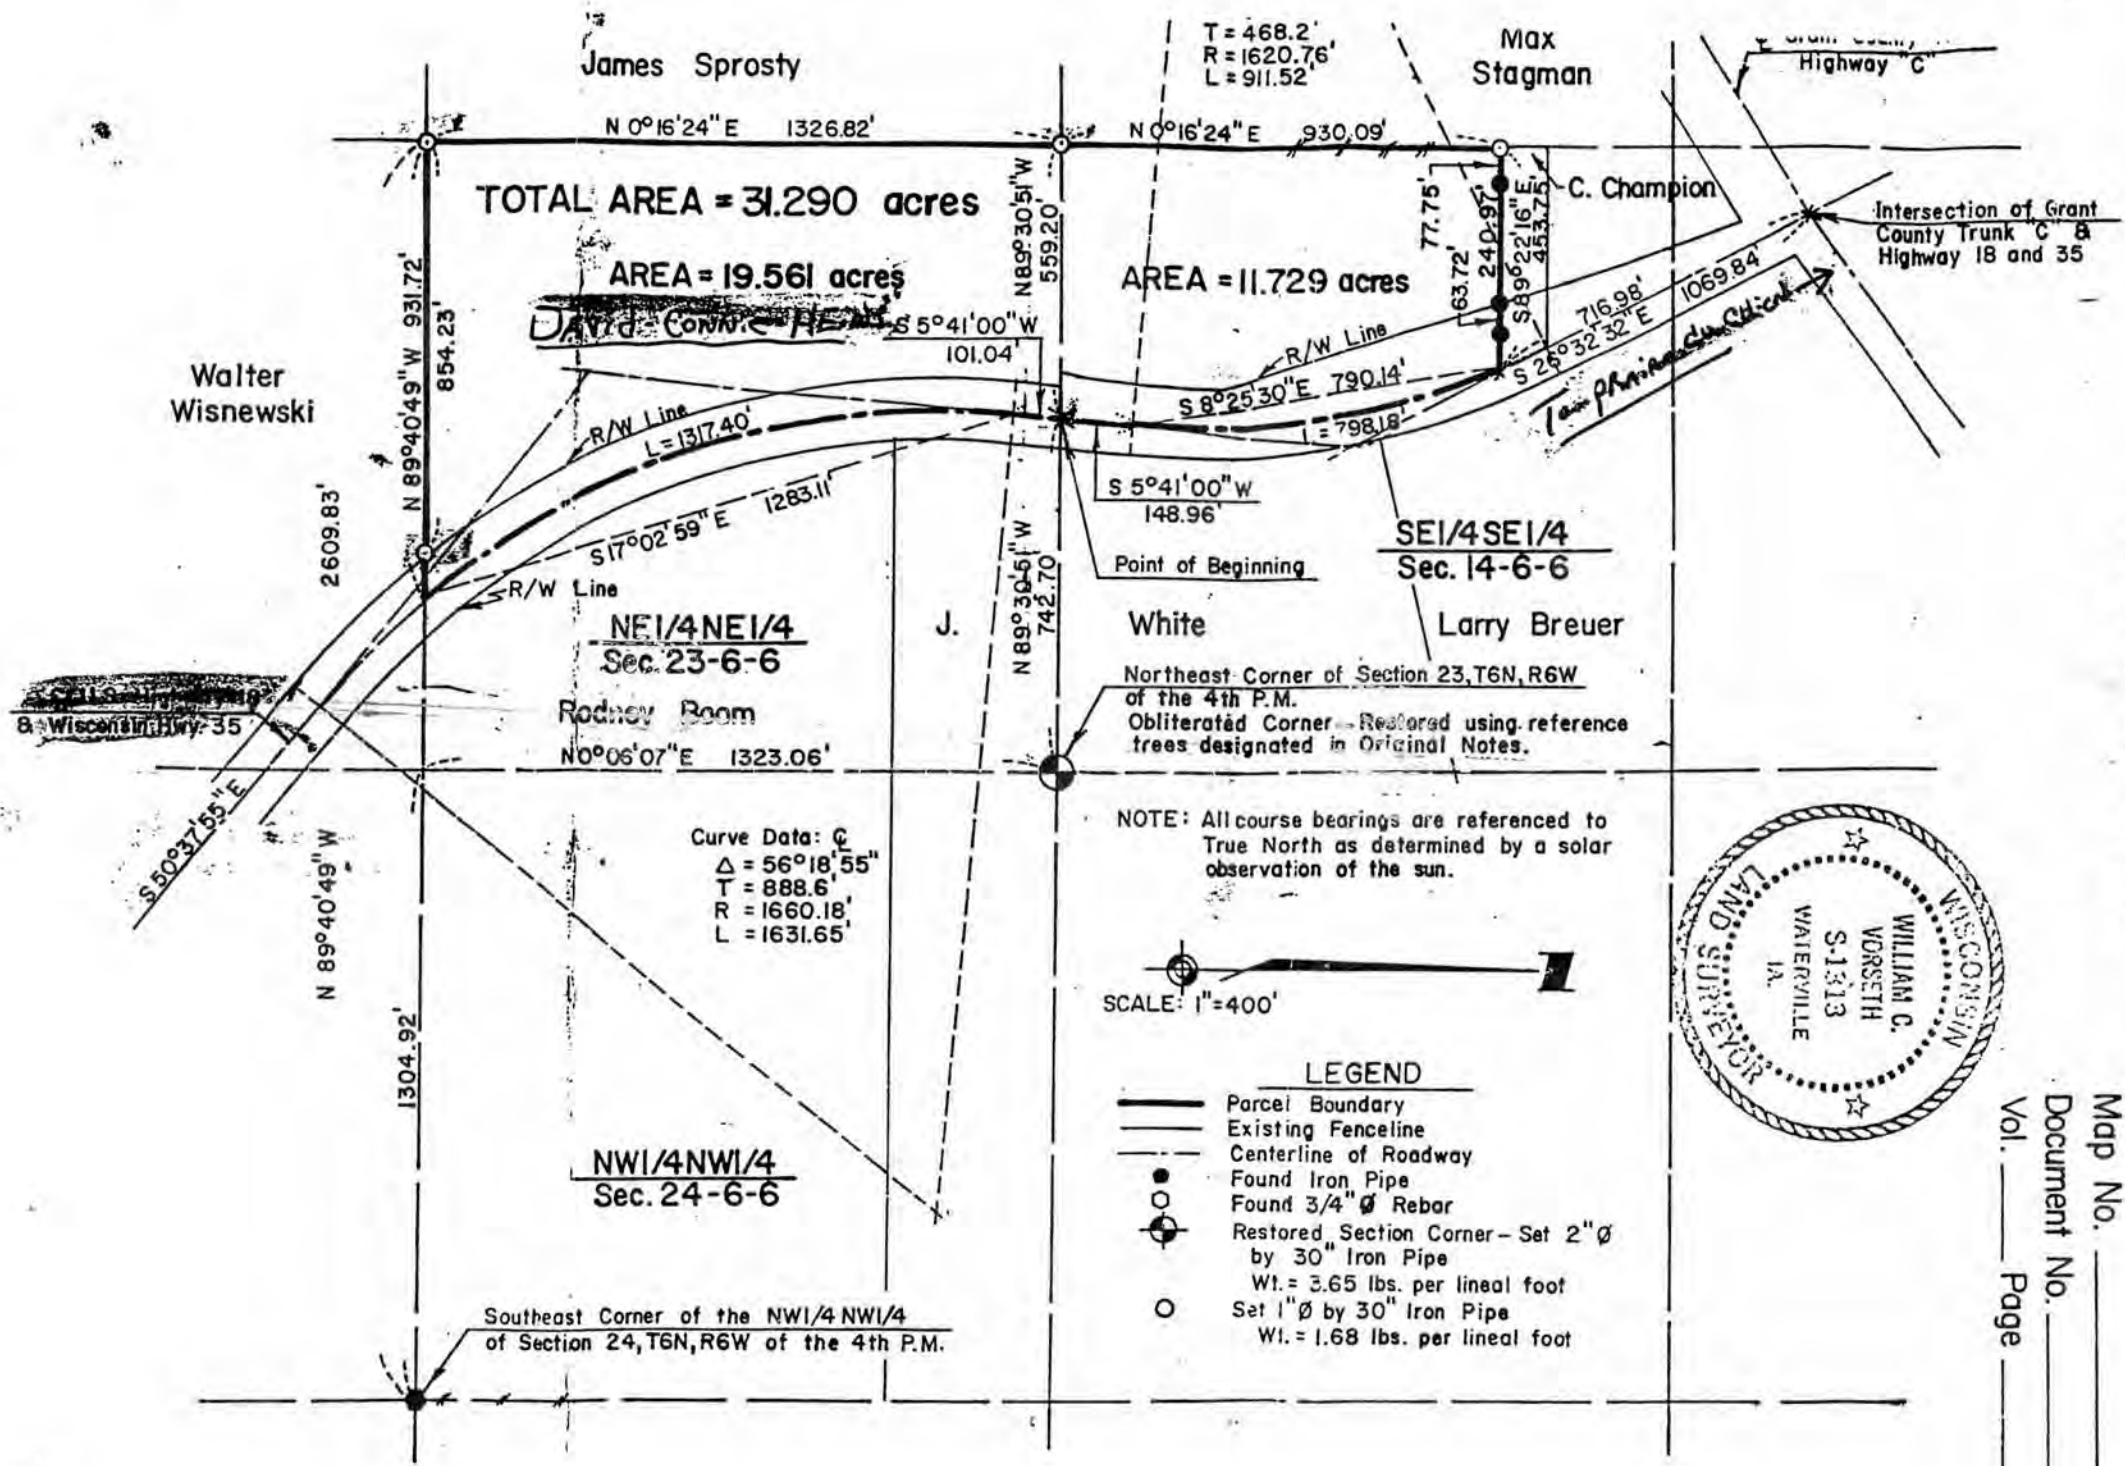 James Sprosty
T = 468.2'
R = 1620.76'
L = 911.52'
Max
Stagman
Highway "C"
N 0°16'24" E 1326.82'
N 0°16'24" E 930.09'
TOTAL AREA = 31.290 acres
N89°30'51"W
559.20'
77.75'
63.72'
240.97'
S89°22'16"E
453.75'
C. Champion
Intersection of Grant
County Trunk "C" &
Highway 18 and 35
AREA = 19.561 acres
AREA = 11.729 acres
DAVID - CONNIE
S 5°41'00" W
101.04'
Walter
Wisnewski
N 89°40'49" W 931.72'
854.23'
2609.83'
R/W Line
L = 1317.40'
S 17°02'59" E 1283.11'
R/W Line
R/W Line
S 8°25'30" E 790.14'
L = 798.18'
716.98'
1069.84'
S 26°32'32" E
S 5°41'00" W
148.96'
Point of Beginning
SE1/4 SE1/4
Sec. 14-6-6
NE1/4 NE1/4
Sec. 23-6-6
J. White
Larry Breuer
N 89°30'51" W
742.70
Rodney Boom
& Wisconsin Hwy. 35
S 50°37'55" E
N0°06'07"E 1323.06'
Northeast Corner of Section 23, T6N, R6W
of the 4th P.M.
Obliterated Corner - Restored using reference
trees designated in Original Notes.
NOTE: All course bearings are referenced to
True North as determined by a solar
observation of the sun.
Curve Data: ℄
Δ = 56°18'55"
T = 888.6'
R = 1660.18'
L = 1631.65'
N 89°40'49" W
1304.92'
SCALE: 1"=400'
WISCONSIN
LAND SURVEYOR
WILLIAM C.
VORSETH
S-1313
WATERVILLE
IA.
LEGEND
Parcel Boundary
Existing Fenceline
Centerline of Roadway
Found Iron Pipe
Found 3/4" Ø Rebar
Restored Section Corner - Set 2" Ø
by 30" Iron Pipe
Wt. = 3.65 lbs. per lineal foot
Set 1" Ø by 30" Iron Pipe
Wt. = 1.68 lbs. per lineal foot
NW1/4 NW1/4
Sec. 24-6-6
Southeast Corner of the NW1/4 NW1/4
of Section 24, T6N, R6W of the 4th P.M.
Map No.
Document No.
Vol. Page